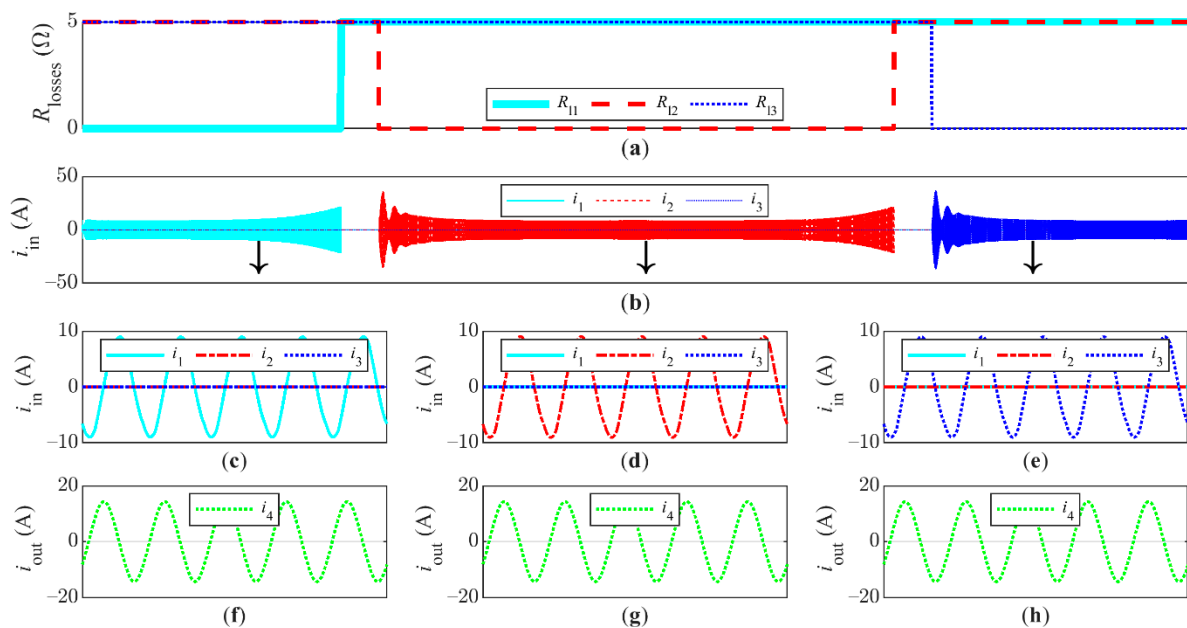 5
R_losses (Ω)
0
R_l1 R_l2 R_l3
(a)
50
i_in (A)
0
−50
i_1 i_2 i_3
(b)
10
i_in (A)
0
−10
i_1 i_2 i_3
(c)
10
i_in (A)
0
−10
i_1 i_2 i_3
(d)
10
i_in (A)
0
−10
i_1 i_2 i_3
(e)
20
i_out (A)
0
−20
i_4
(f)
20
i_out (A)
0
−20
i_4
(g)
20
i_out (A)
0
−20
i_4
(h)